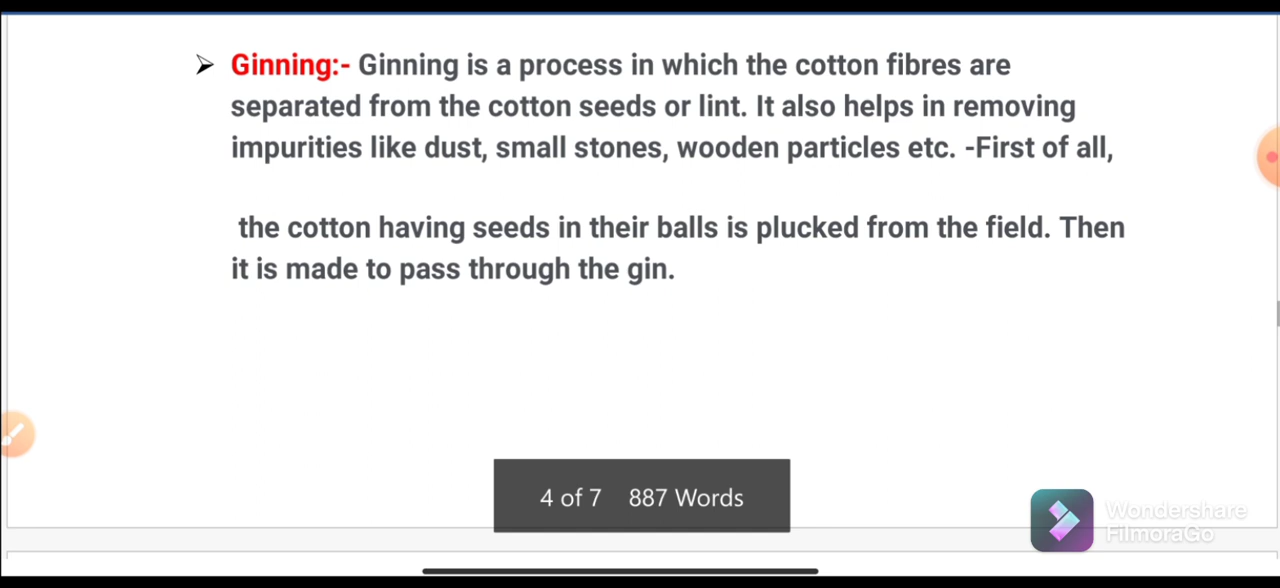 ➢ Ginning:- Ginning is a process in which the cotton fibres are
separated from the cotton seeds or lint. It also helps in removing
impurities like dust, small stones, wooden particles etc. -First of all,
the cotton having seeds in their balls is plucked from the field. Then
it is made to pass through the gin.
4 of 7 887 Words
Wondershare
FilmoraGo